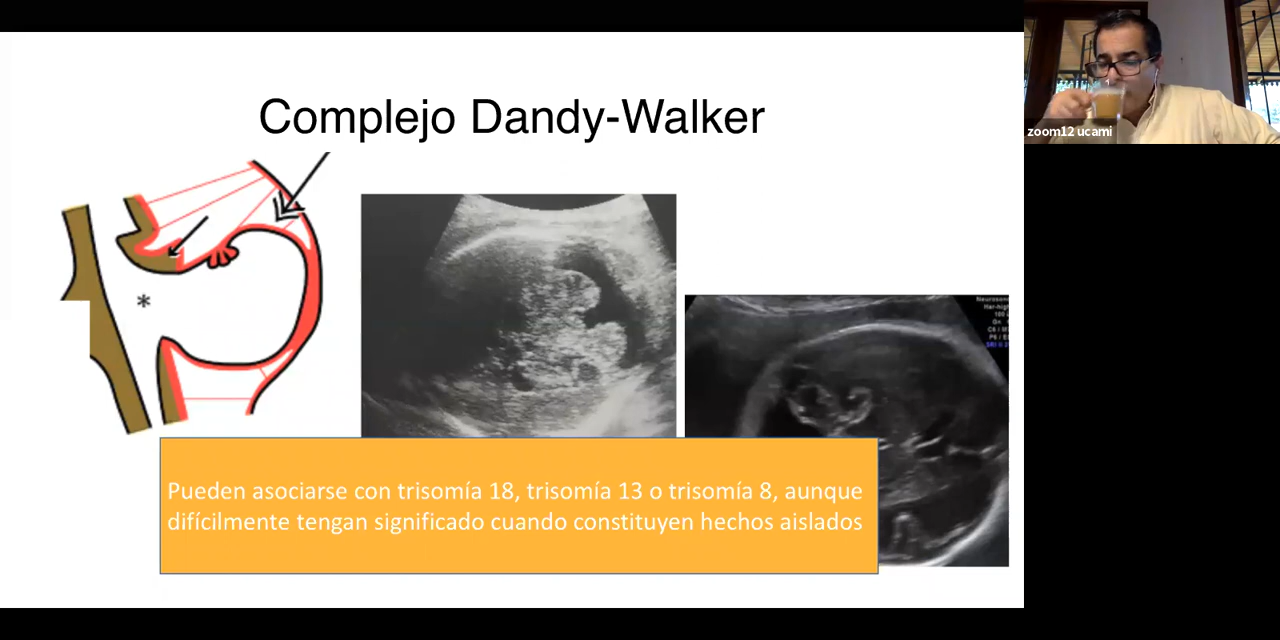 Complejo Dandy-Walker
zoom12 ucami
*
Pueden asociarse con trisomía 18, trisomía 13 o trisomía 8, aunque
difícilmente tengan significado cuando constituyen hechos aislados